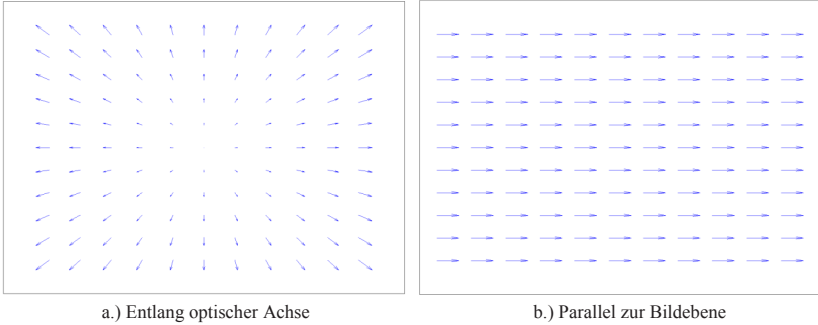 a.) Entlang optischer Achse
b.) Parallel zur Bildebene